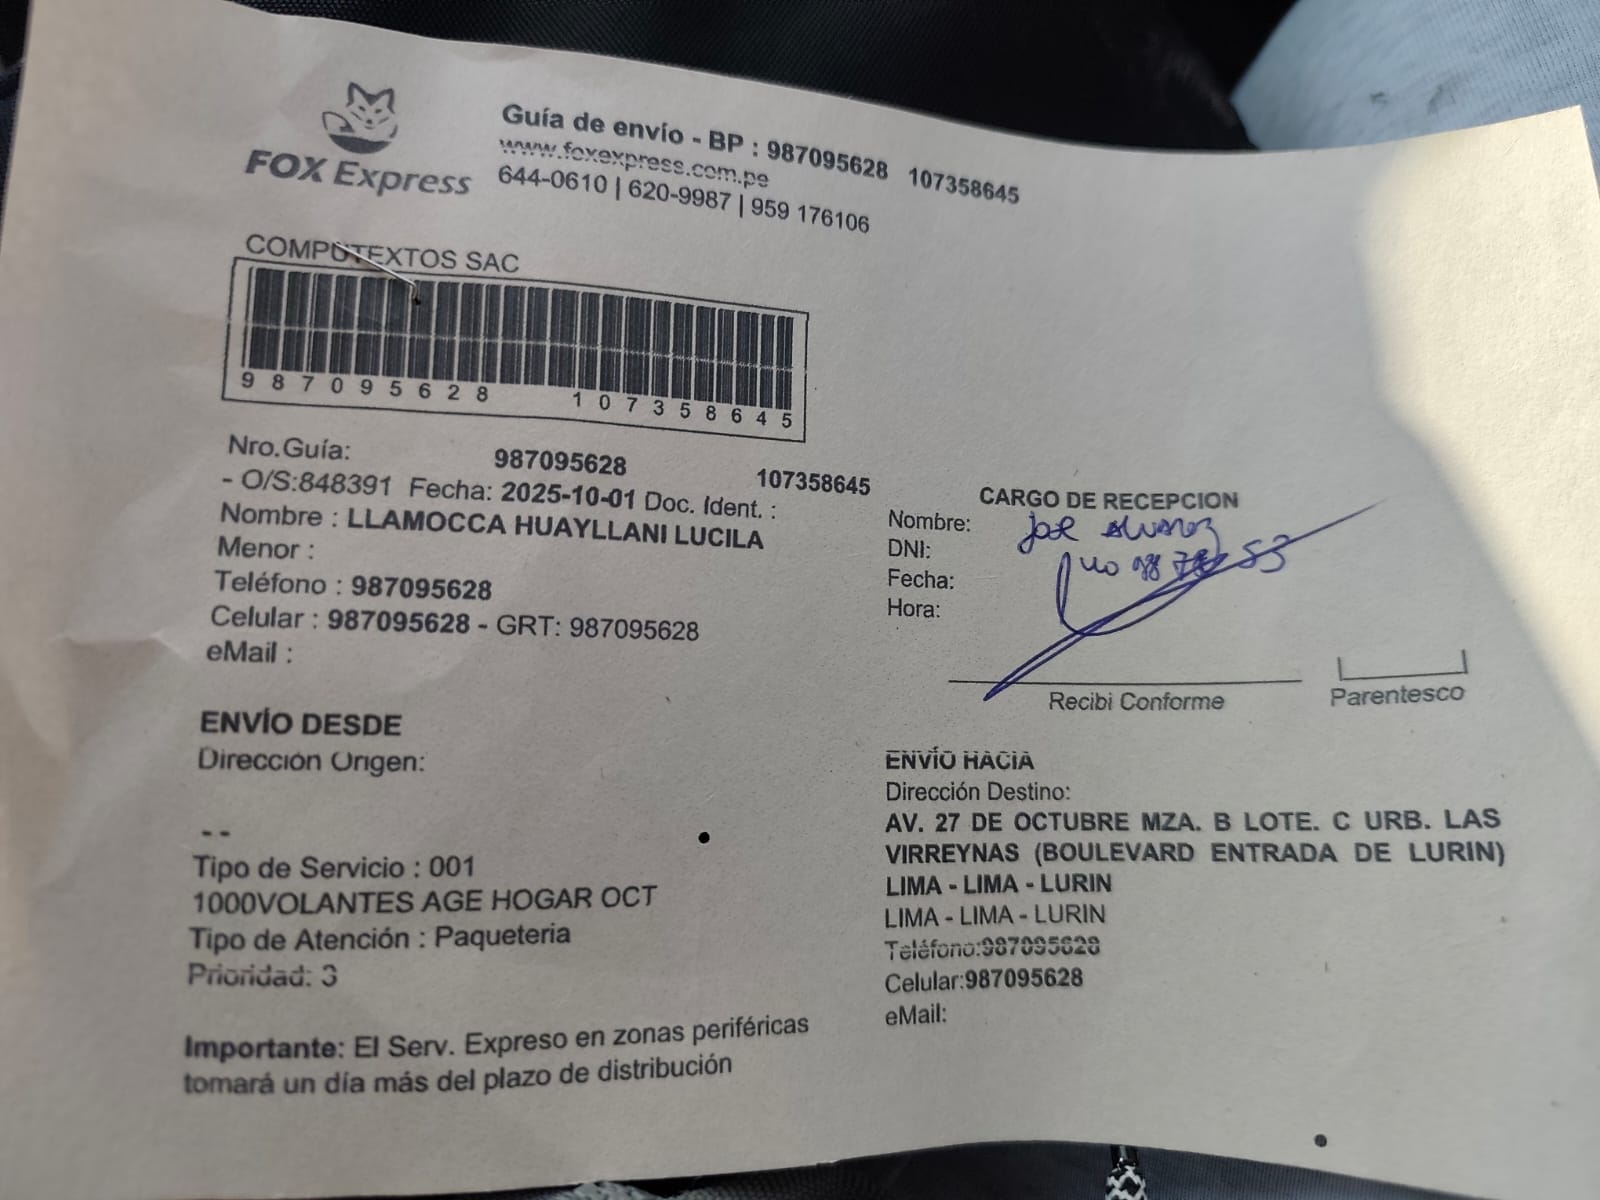 FOX Express
Guía de envío - BP : 987095628 107358645
www.foxexpress.com.pe
644-0610 | 620-9987 | 959 176106
COMPUTEXTOS SAC
987095628 107358645
Nro.Guía: 987095628 107358645
- O/S:848391 Fecha: 2025-10-01 Doc. Ident. :
Nombre : LLAMOCCA HUAYLLANI LUCILA
Menor :
Teléfono : 987095628
Celular : 987095628 - GRT: 987095628
eMail :
CARGO DE RECEPCION
Nombre: Jose Alvarez
DNI:
Fecha:
Hora:
Recibi Conforme
Parentesco
ENVÍO DESDE
Dirección Origen:
--
Tipo de Servicio : 001
1000VOLANTES AGE HOGAR OCT
Tipo de Atención : Paqueteria
Prioridad: 3
Importante: El Serv. Expreso en zonas periféricas
tomará un día más del plazo de distribución
ENVÍO HACIA
Dirección Destino:
AV. 27 DE OCTUBRE MZA. B LOTE. C URB. LAS
VIRREYNAS (BOULEVARD ENTRADA DE LURIN)
LIMA - LIMA - LURIN
LIMA - LIMA - LURIN
Teléfono:987095628
Celular:987095628
eMail: